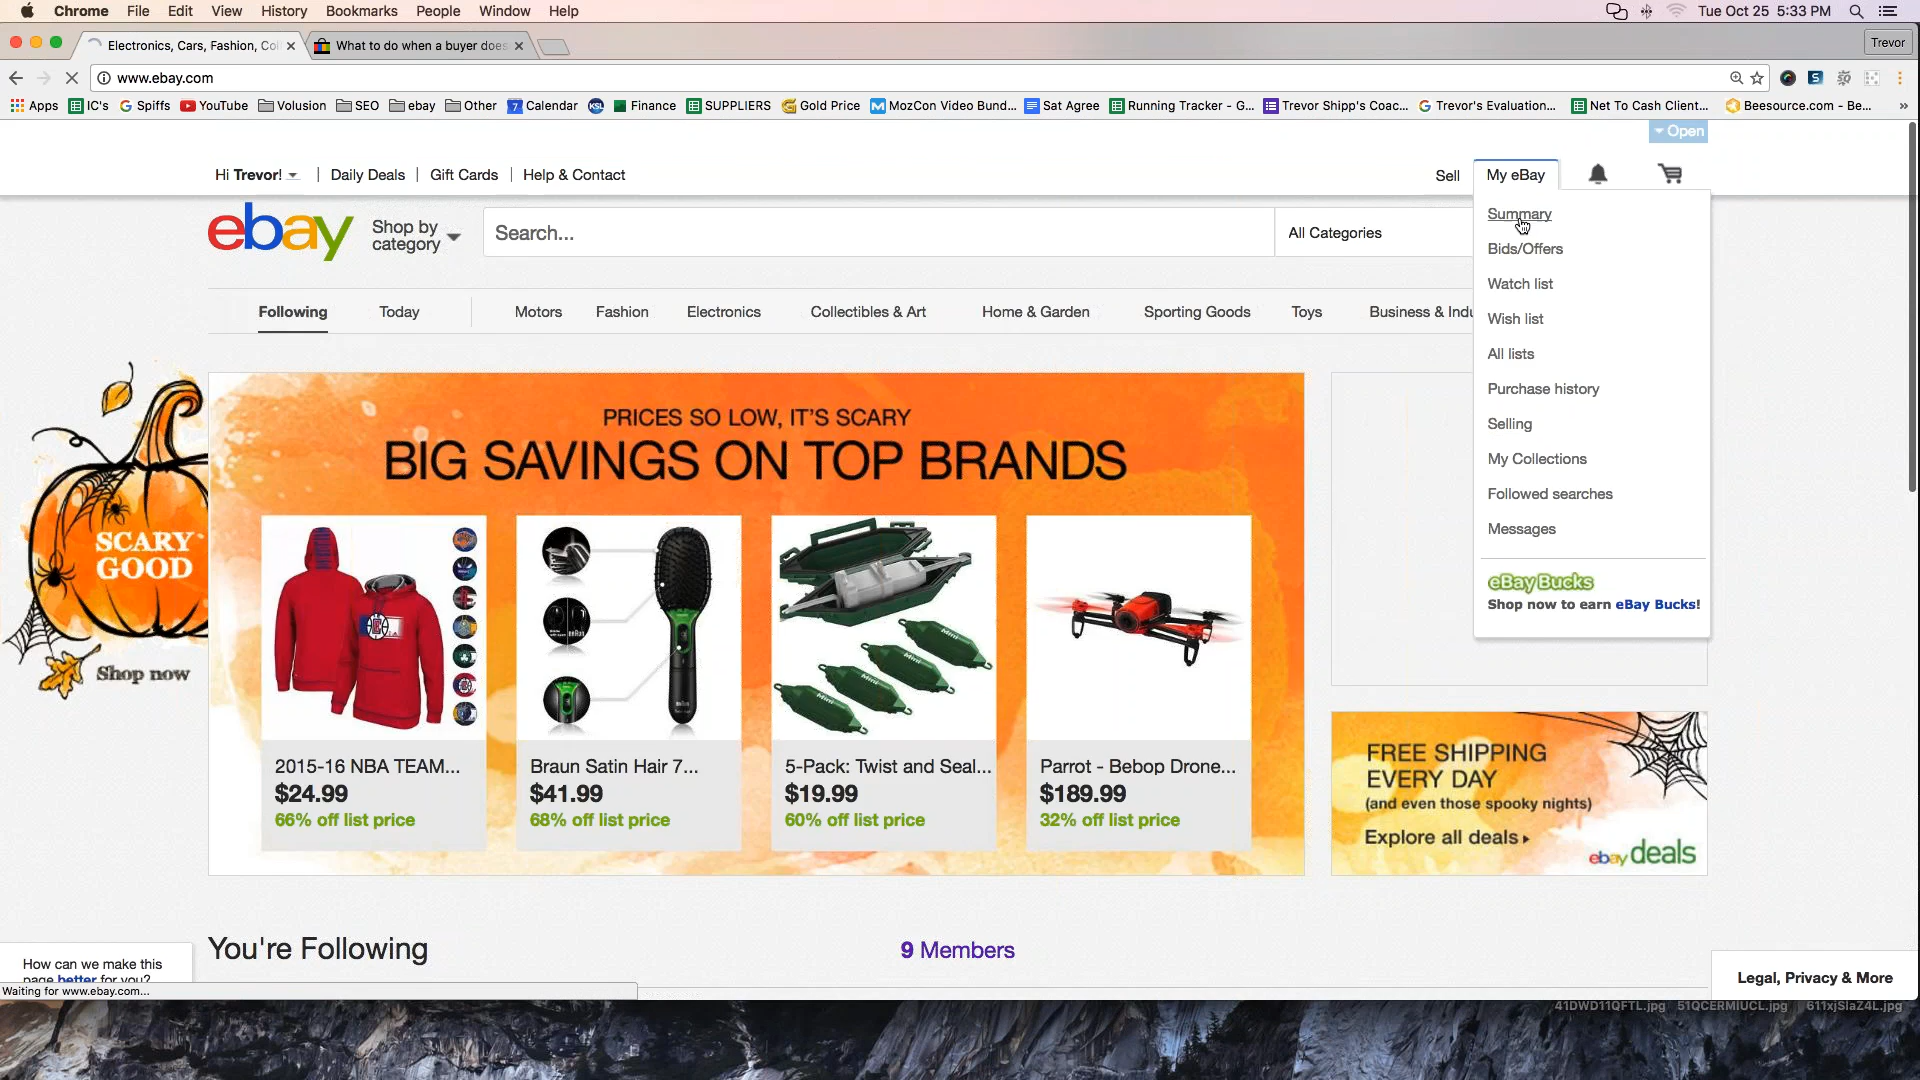 Chrome File Edit View History Bookmarks People Window Help
Tue Oct 25 5:33 PM
Electronics, Cars, Fashion, Co
What to do when a buyer does
Trevor
www.ebay.com
Apps IC's Spiffs YouTube Volusion SEO ebay Other Calendar Finance SUPPLIERS Gold Price MozCon Video Bund... Sat Agree Running Tracker - G... Trevor Shipp's Coac... Trevor's Evaluation... Net To Cash Client... Beesource.com - Be...
Open
Hi Trevor! Daily Deals Gift Cards Help & Contact
Sell My eBay
ebay
Shop by
category
Search...
All Categories
Summary
Bids/Offers
Watch list
Wish list
All lists
Purchase history
Selling
My Collections
Followed searches
Messages
eBay Bucks
Shop now to earn eBay Bucks!
Following Today Motors Fashion Electronics Collectibles & Art Home & Garden Sporting Goods Toys Business & Indu
PRICES SO LOW, IT'S SCARY
BIG SAVINGS ON TOP BRANDS
SCARY
GOOD
Shop now
2015-16 NBA TEAM...
$24.99
66% off list price
Braun Satin Hair 7...
$41.99
68% off list price
5-Pack: Twist and Seal...
$19.99
60% off list price
Parrot - Bebop Drone...
$189.99
32% off list price
FREE SHIPPING
EVERY DAY
(and even those spooky nights)
Explore all deals
ebay deals
You're Following
9 Members
How can we make this
page better for you?
Waiting for www.ebay.com...
Legal, Privacy & More
41DWD11QFTL.jpg 51QCERMIUCL.jpg 611xjSlaZ4L.jpg